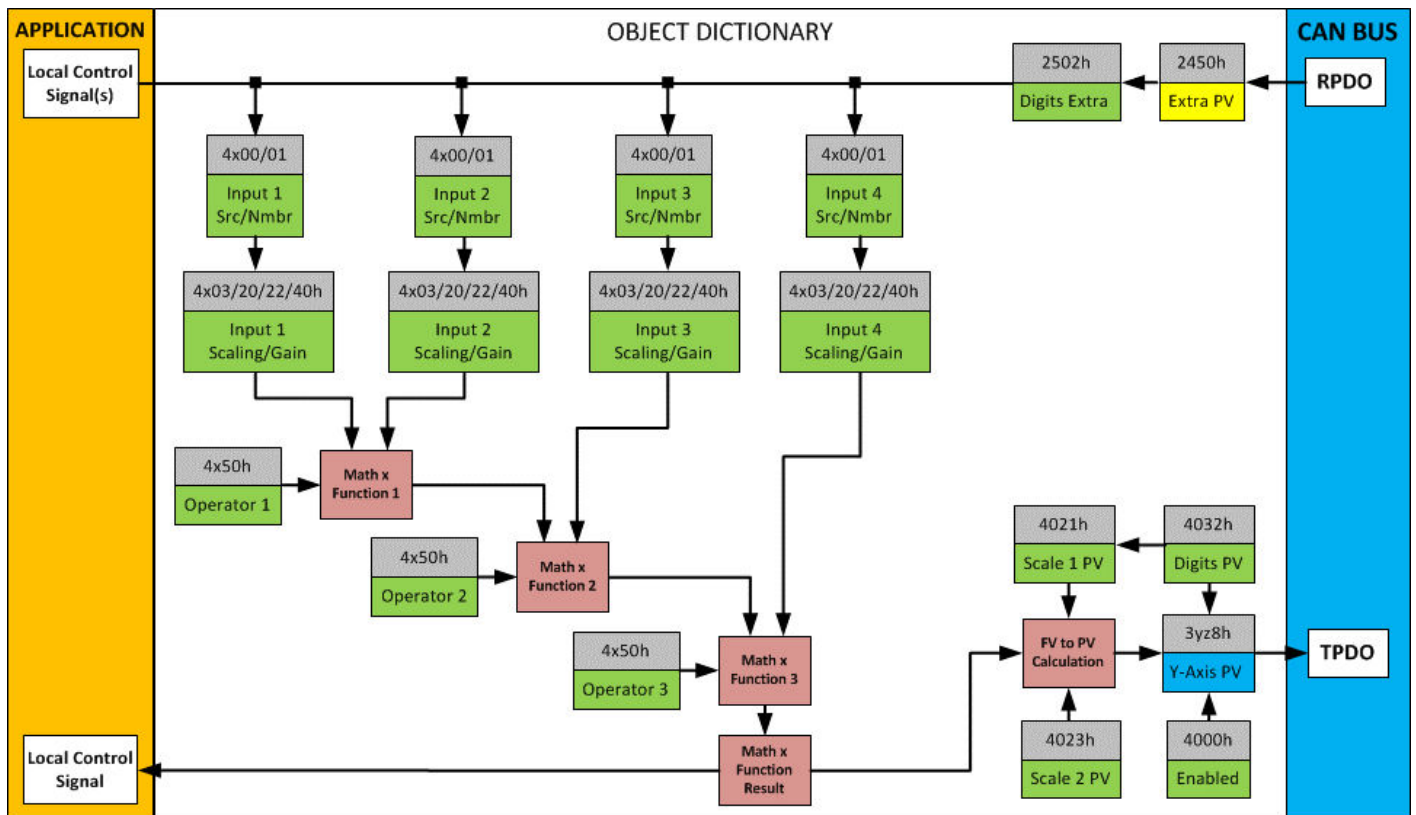 APPLICATION
OBJECT DICTIONARY
CAN BUS
Local Control
Signal(s)
2502h
Digits Extra
2450h
Extra PV
RPDO
4x00/01
Input 1
Src/Nmbr
4x00/01
Input 2
Src/Nmbr
4x00/01
Input 3
Src/Nmbr
4x00/01
Input 4
Src/Nmbr
4x03/20/22/40h
Input 1
Scaling/Gain
4x03/20/22/40h
Input 2
Scaling/Gain
4x03/20/22/40h
Input 3
Scaling/Gain
4x03/20/22/40h
Input 4
Scaling/Gain
4x50h
Operator 1
Math x
Function 1
4x50h
Operator 2
Math x
Function 2
4x50h
Operator 3
Math x
Function 3
4021h
Scale 1 PV
4032h
Digits PV
FV to PV
Calculation
3yz8h
Y-Axis PV
TPDO
4023h
Scale 2 PV
4000h
Enabled
Local Control
Signal
Math x
Function
Result